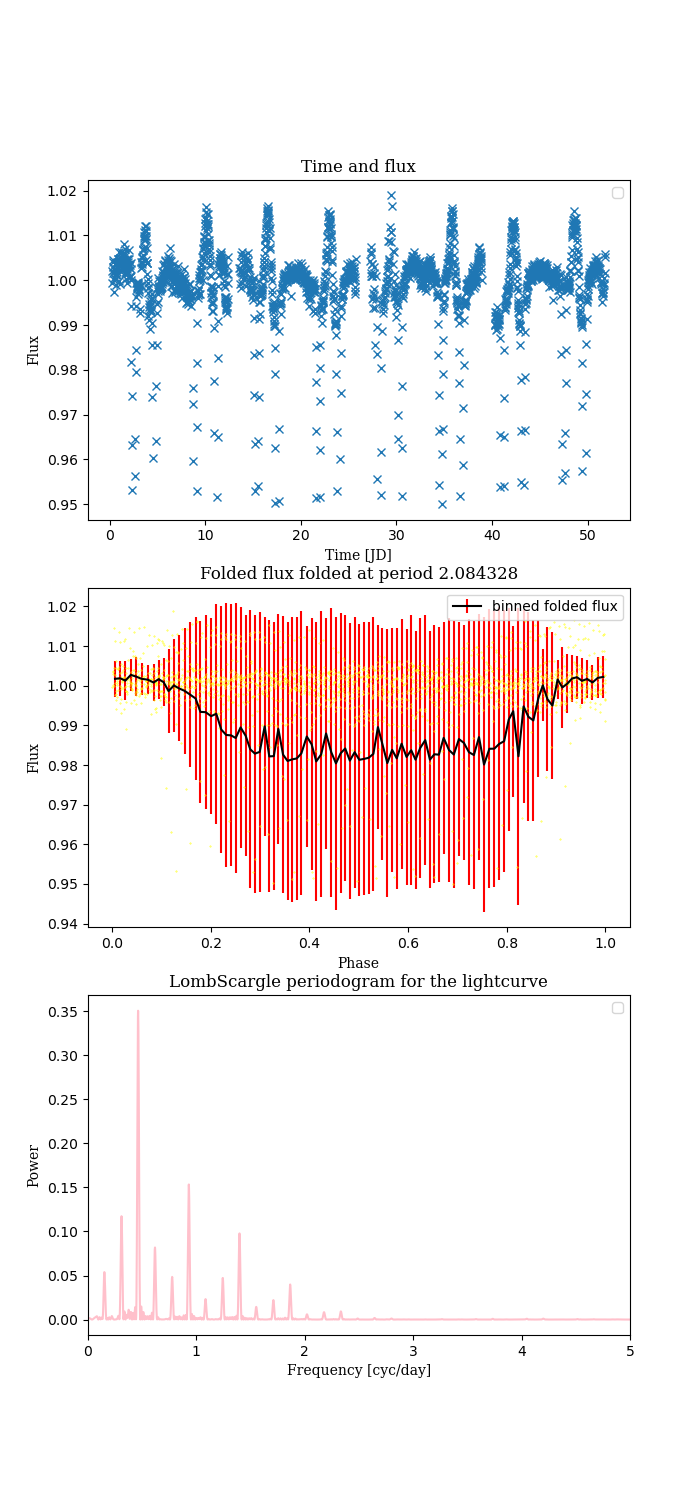 Time and flux
1.02
1.01
1.00
0.99
0.98
0.97
0.96
0.95
Flux
0 10 20 30 40 50
Time [JD]
Folded flux folded at period 2.084328
binned folded flux
1.02
1.01
1.00
0.99
0.98
0.97
0.96
0.95
0.94
Flux
0.0 0.2 0.4 0.6 0.8 1.0
Phase
LombScargle periodogram for the lightcurve
0.35
0.30
0.25
0.20
0.15
0.10
0.05
0.00
Power
0 1 2 3 4 5
Frequency [cyc/day]